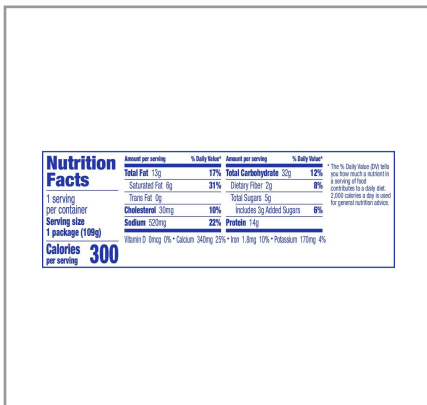 Nutrition
Facts
1 serving
per container
Serving size
1 package (109g)
Calories
per serving
300
Amount per serving % Daily Value*
Total Fat 13g 17%
Saturated Fat 6g 31%
Trans Fat 0g
Cholesterol 30mg 10%
Sodium 520mg 22%
Amount per serving % Daily Value*
Total Carbohydrate 32g 12%
Dietary Fiber 2g 8%
Total Sugars 5g
Includes 3g Added Sugars 6%
Protein 14g
Vitamin D 0mcg 0% • Calcium 340mg 25% • Iron 1.8mg 10% • Potassium 170mg 4%
* The % Daily Value (DV) tells
you how much a nutrient in
a serving of food
contributes to a daily diet.
2,000 calories a day is used
for general nutrition advice.